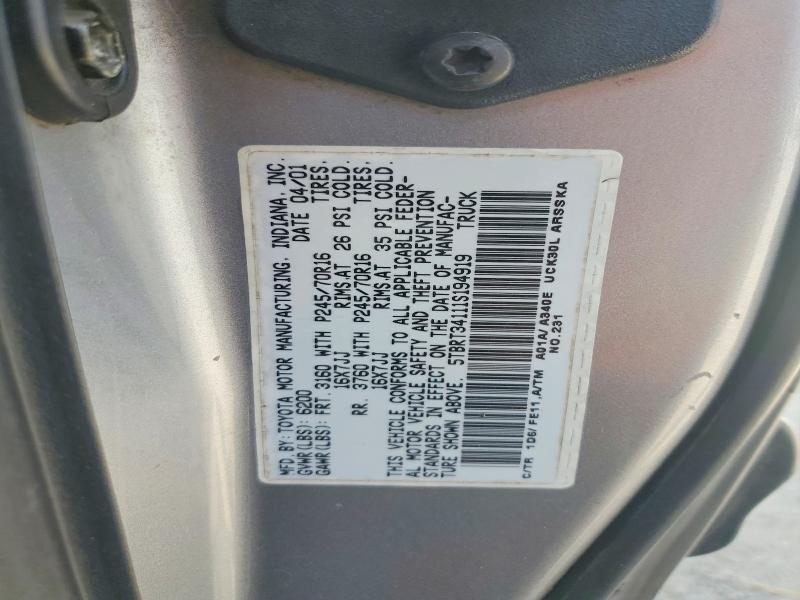 MFD. BY: TOYOTA MOTOR MANUFACTURING, INDIANA, INC.
GVWR(LBS): 6200 DATE 04/01
GAWR(LBS): FRT. 3160 WITH P245/70R16 TIRES,
16X7JJ RIMS.AT 26 PSI COLD.
RR. 3760 WITH P245/70R16 TIRES,
16X7JJ RIMS.AT 35 PSI COLD.
THIS VEHICLE CONFORMS TO ALL APPLICABLE FEDER-
AL MOTOR VEHICLE SAFETY AND THEFT PREVENTION
STANDARDS IN EFFECT ON THE DATE OF MANUFAC-
TURE SHOWN ABOVE. 5TBRT34111S194919 TRUCK
C/TR 1D6/ FE11 .A/TM A01A/ A340E UCK30L ARSSKA
NO.231